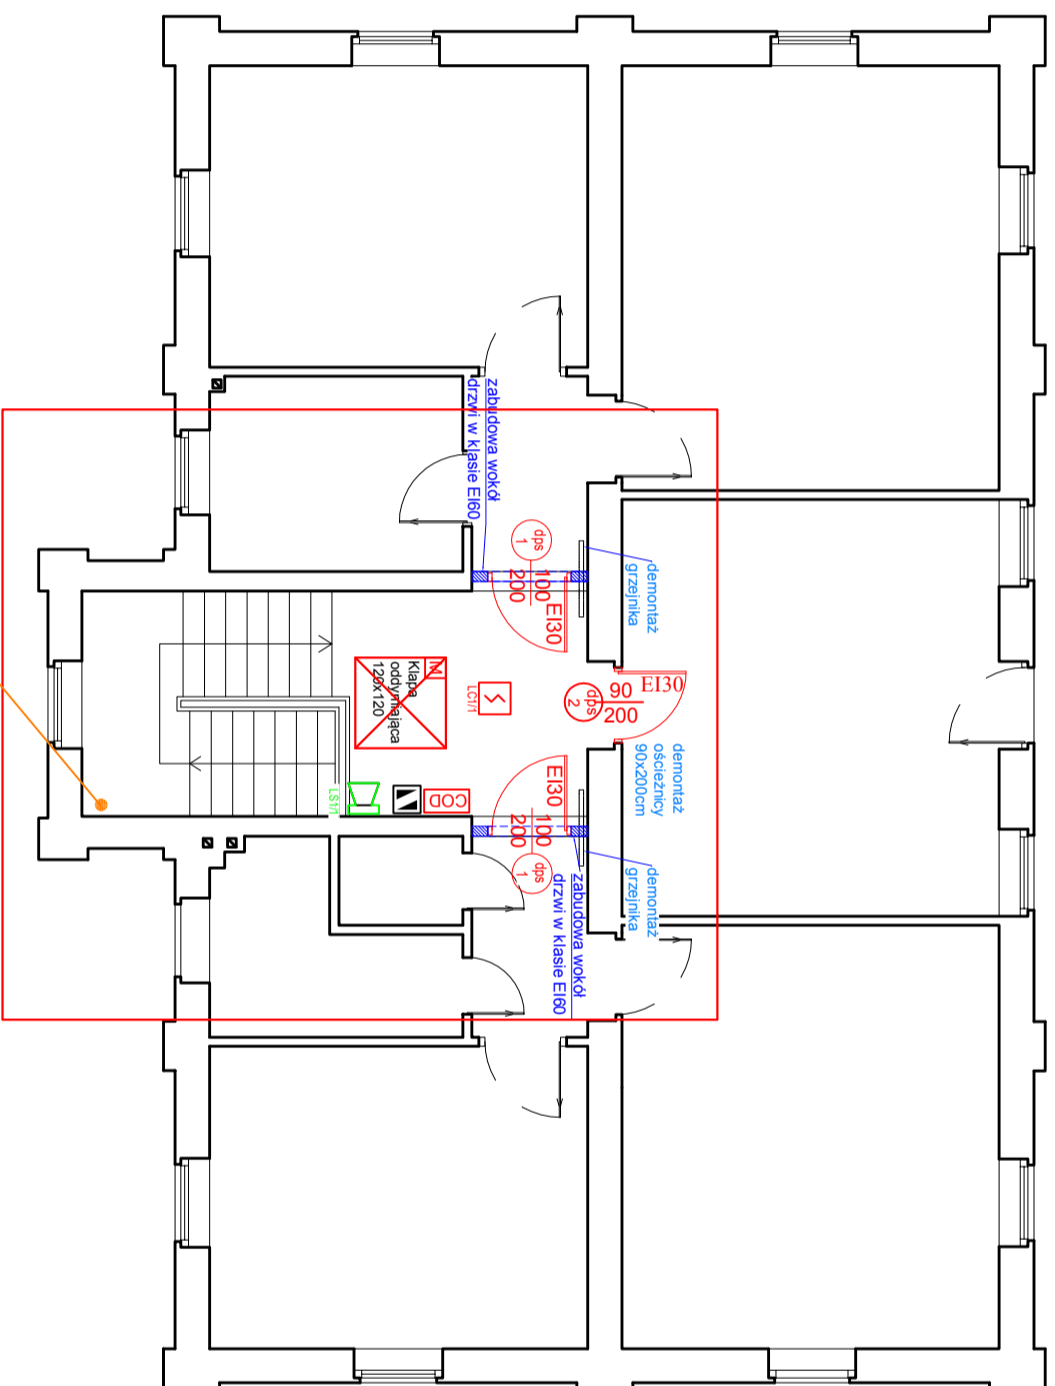 zabudowa wokół
drzwi w klasie EI60
dps
1
100
200
EI30
demontaż
grzejnika
EI30
90
200
dps
2
M
Klapa
oddymiająca
120x120
LC1/1
demontaż
ościeżnicy
90x200cm
LS1/1
COD
EI30
100
200
dps
1
demontaż
grzejnika
zabudowa wokół
drzwi w klasie EI60